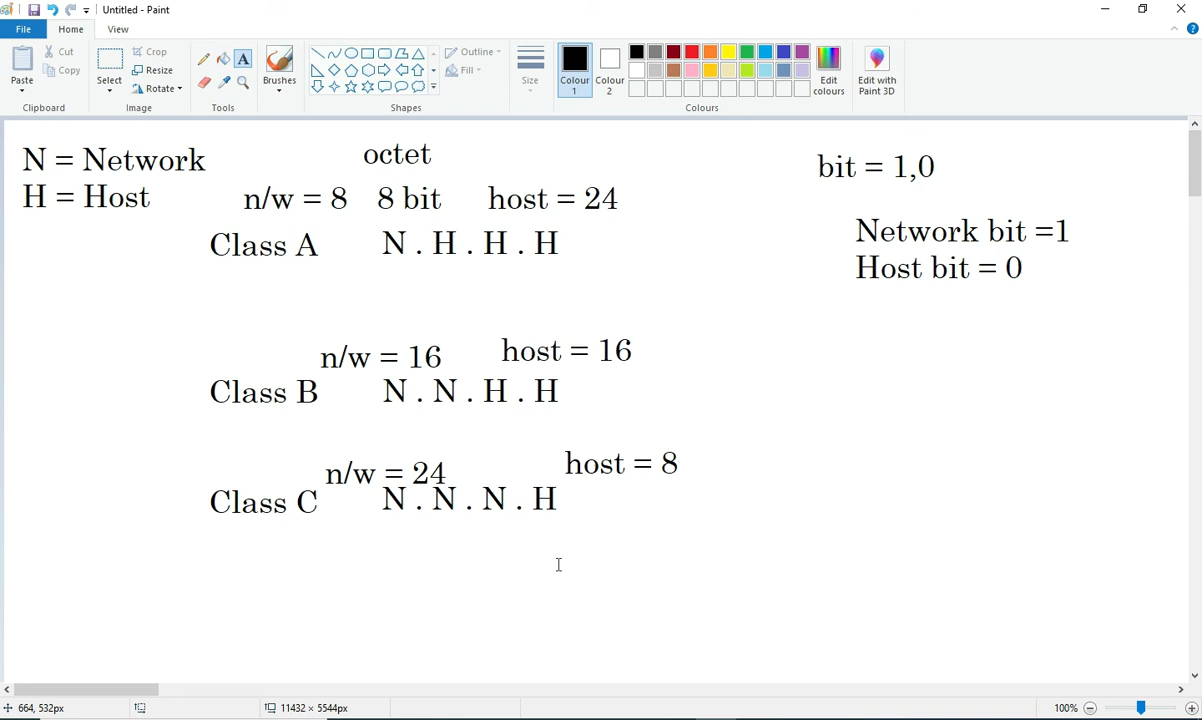 Untitled - Paint
File Home View
Paste Cut Copy Clipboard
Select Crop Resize Rotate Image
Tools
Brushes
Shapes Outline Fill
Size
Colour 1 Colour 2 Edit colours Colours
Edit with Paint 3D
N = Network octet bit = 1,0
H = Host n/w = 8 8 bit host = 24
Network bit =1
Class A N . H . H . H
Host bit = 0
n/w = 16 host = 16
Class B N . N . H . H
n/w = 24 host = 8
Class C N . N . N . H
664, 532px 11432 × 5544px 100%